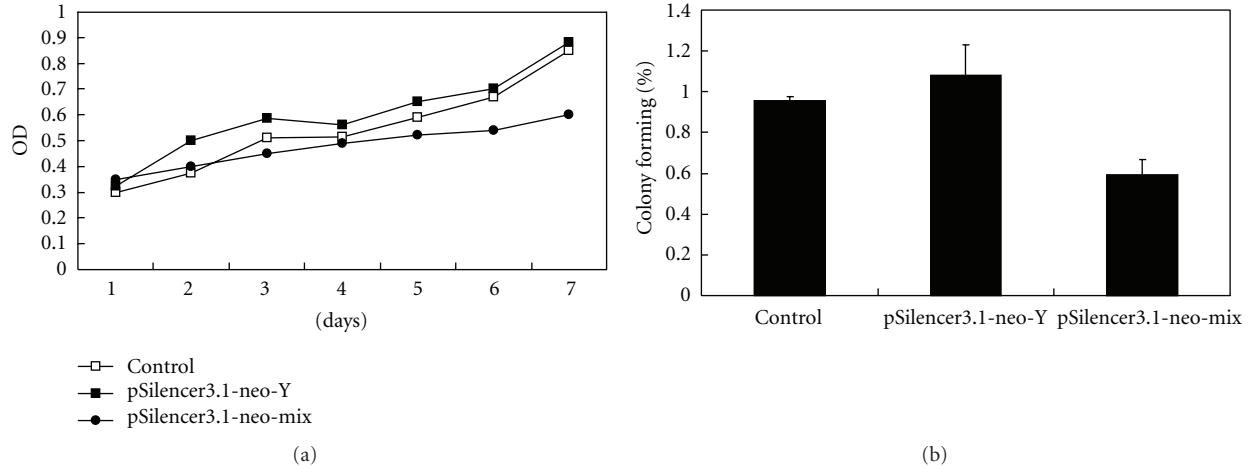 1
0.9
0.8
0.7
0.6
0.5
0.4
0.3
0.2
0.1
0
OD
1 2 3 4 5 6 7
(days)
Control
pSilencer3.1-neo-Y
pSilencer3.1-neo-mix
(a)
1.4
1.2
1
0.8
0.6
0.4
0.2
0
Colony forming (%)
Control pSilencer3.1-neo-Y pSilencer3.1-neo-mix
(b)